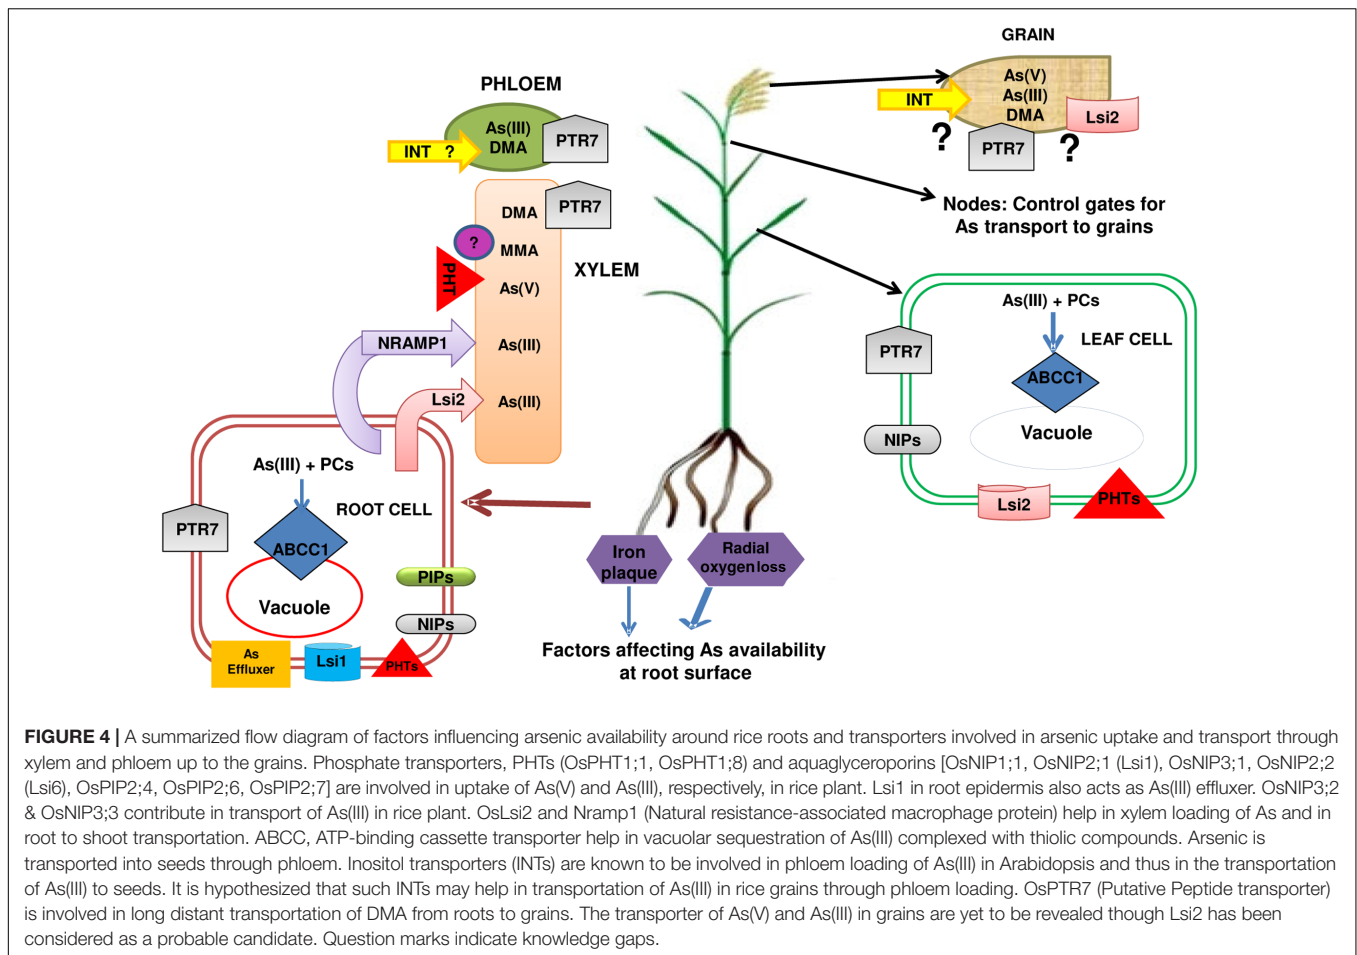 GRAIN
As(V)
As(III)
DMA
INT
Lsi2
?
PTR7
?
PHLOEM
As(III)
DMA
PTR7
INT ?
DMA
PTR7
?
MMA
PHT
As(V)
XYLEM
NRAMP1
As(III)
Lsi2
As(III)
Nodes: Control gates for
As transport to grains
As(III) + PCs
LEAF CELL
PTR7
ABCC1
NIPs
Vacuole
Lsi2
PHTs
As(III) + PCs
ROOT CELL
PTR7
ABCC1
PIPs
Vacuole
NIPs
As
Effluxer
Lsi1
PHTs
Iron
plaque
Radial
oxygen loss
Factors affecting As availability
at root surface
FIGURE 4 | A summarized flow diagram of factors influencing arsenic availability around rice roots and transporters involved in arsenic uptake and transport through
xylem and phloem up to the grains. Phosphate transporters, PHTs (OsPHT1;1, OsPHT1;8) and aquaglyceroporins [OsNIP1;1, OsNIP2;1 (Lsi1), OsNIP3;1, OsNIP2;2
(Lsi6), OsPIP2;4, OsPIP2;6, OsPIP2;7] are involved in uptake of As(V) and As(III), respectively, in rice plant. Lsi1 in root epidermis also acts as As(III) effluxer. OsNIP3;2
& OsNIP3;3 contribute in transport of As(III) in rice plant. OsLsi2 and Nramp1 (Natural resistance-associated macrophage protein) help in xylem loading of As and in
root to shoot transportation. ABCC, ATP-binding cassette transporter help in vacuolar sequestration of As(III) complexed with thiolic compounds. Arsenic is
transported into seeds through phloem. Inositol transporters (INTs) are known to be involved in phloem loading of As(III) in Arabidopsis and thus in the transportation
of As(III) to seeds. It is hypothesized that such INTs may help in transportation of As(III) in rice grains through phloem loading. OsPTR7 (Putative Peptide transporter)
is involved in long distant transportation of DMA from roots to grains. The transporter of As(V) and As(III) in grains are yet to be revealed though Lsi2 has been
considered as a probable candidate. Question marks indicate knowledge gaps.